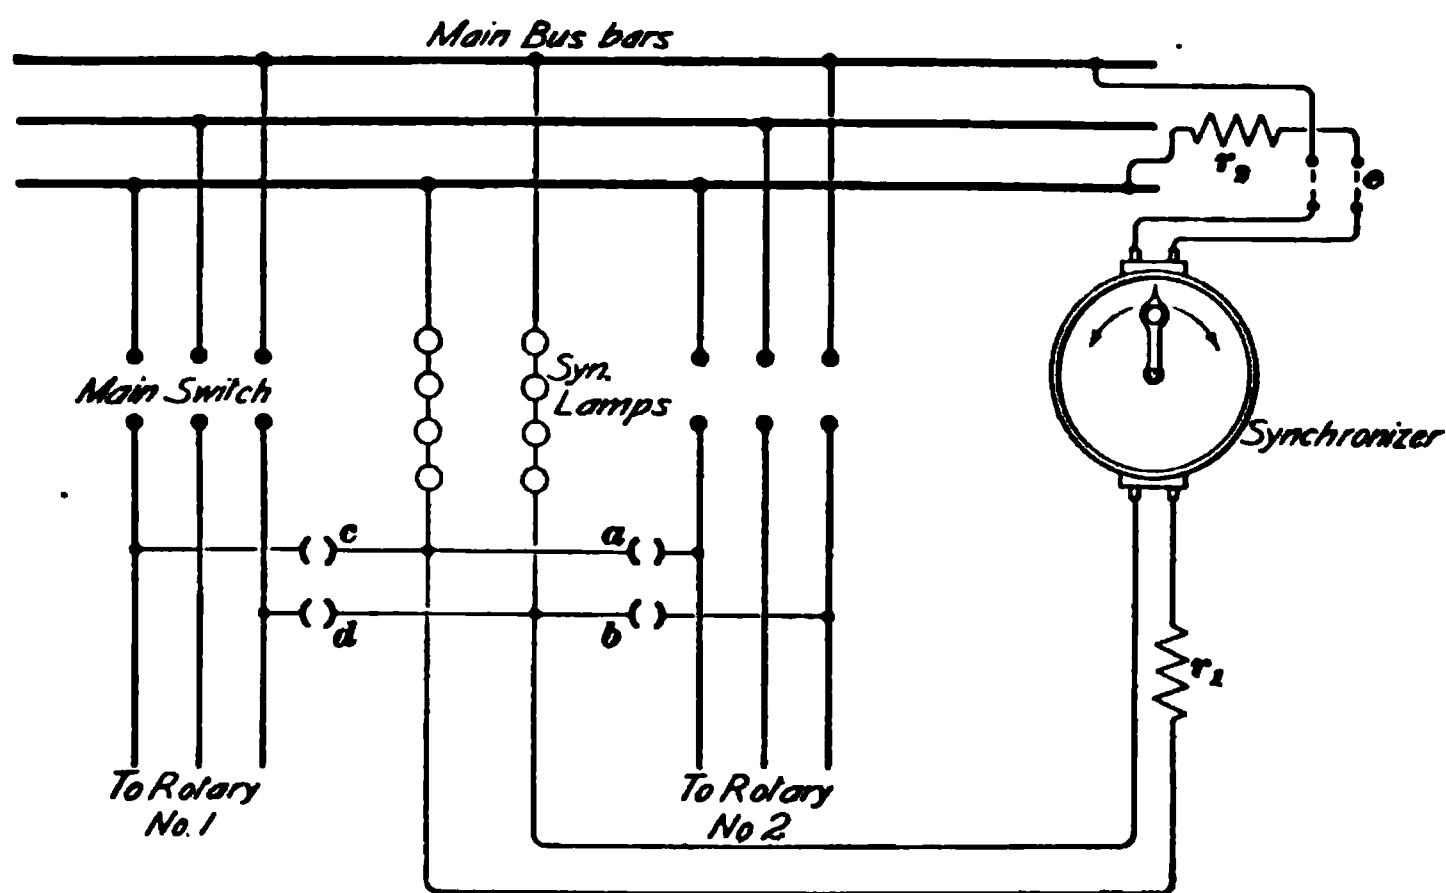 Main Bus bars
r2
e
Main Switch
Syn.
Lamps
Synchronizer
c
a
d
b
r1
To Rotary
No. 1
To Rotary
No 2